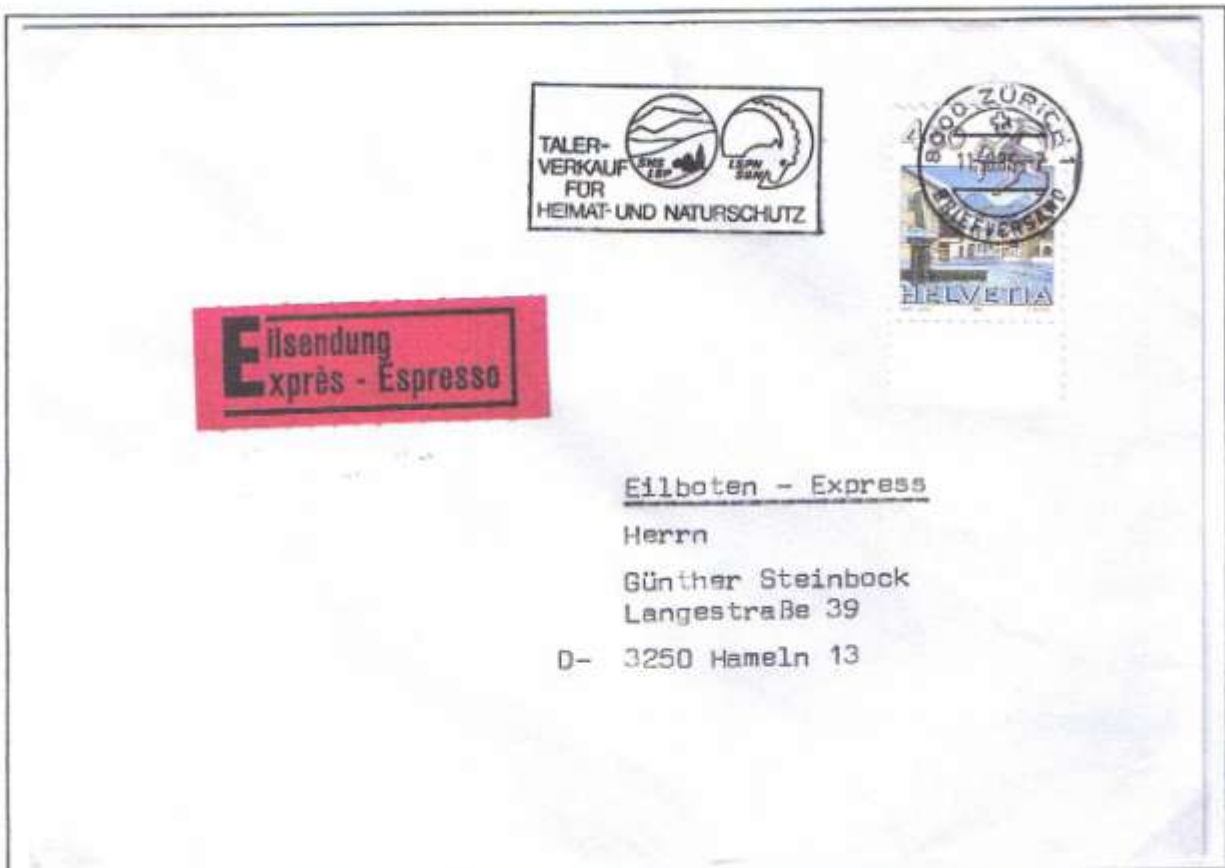 TALER-
VERKAUF
FÜR
HEIMAT- UND NATURSCHUTZ
SHS
LSP
LSPN
SBN
8000 ZÜRICH 1
BRIEFVERSAND
HELVETIA
Eilsendung
Exprès - Espresso
Eilboten - Express
Herrn
Günther Steinbock
Langestraße 39
D- 3250 Hameln 13